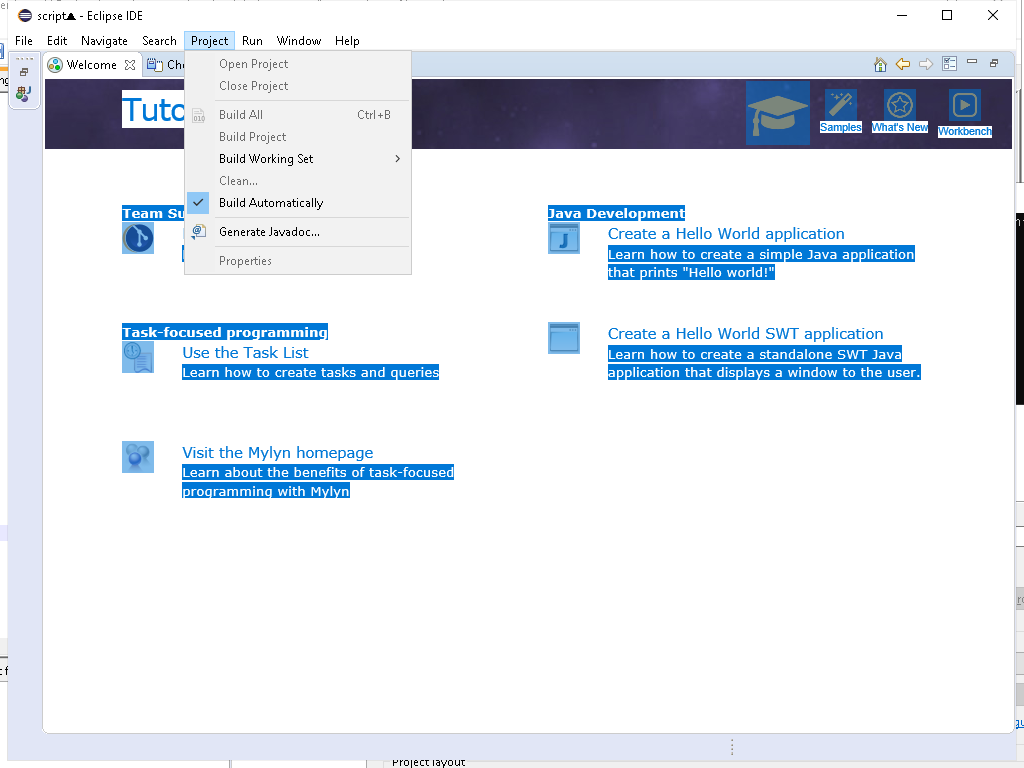 script▲ - Eclipse IDE
File Edit Navigate Search Project Run Window Help
Welcome
Open Project
Close Project
Build All Ctrl+B
Build Project
Build Working Set
Clean...
Build Automatically
Generate Javadoc...
Properties
Samples
What's New
Workbench
Java Development
Create a Hello World application
Learn how to create a simple Java application
that prints "Hello world!"
Task-focused programming
Use the Task List
Learn how to create tasks and queries
Create a Hello World SWT application
Learn how to create a standalone SWT Java
application that displays a window to the user.
Visit the Mylyn homepage
Learn about the benefits of task-focused
programming with Mylyn
Project layout